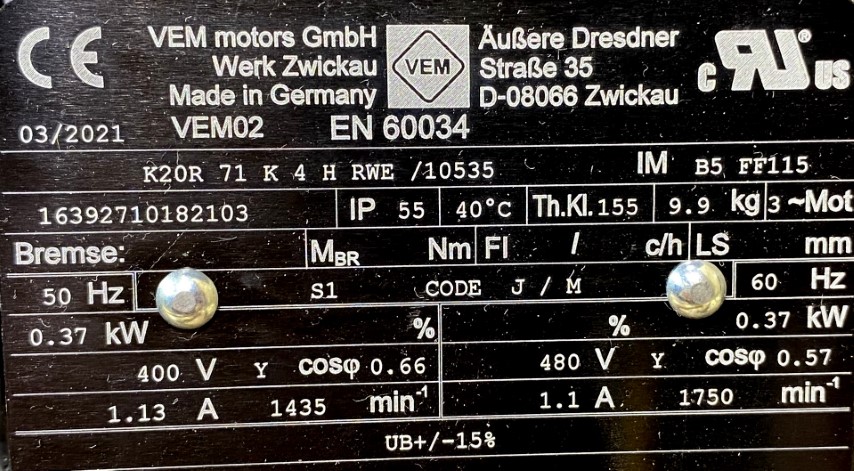 CE
VEM motors GmbH
Werk Zwickau
Made in Germany
VEM
Äußere Dresdner
Straße 35
D-08066 Zwickau
c RU® US
03/2021 VEM02 EN 60034
K20R 71 K 4 H RWE /10535 IM B5 FF115
16392710182103 IP 55 40°C Th.Kl.155 9.9 kg 3 ~Mot
Bremse: MBR Nm FI / c/h LS mm
50 Hz S1 CODE J / M 60 Hz
0.37 kW % % 0.37 kW
400 V Y cosφ 0.66 480 V Y cosφ 0.57
1.13 A 1435 min-1 1.1 A 1750 min-1
UB+/-15%